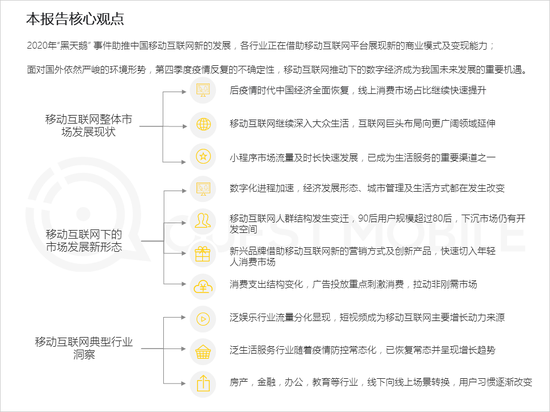 本报告核心观点
2020年“黑天鹅” 事件助推中国移动互联网新的发展，各行业正在借助移动互联网平台展现新的商业模式及变现能力；
面对国外依然严峻的环境形势，第四季度疫情反复的不确定性，移动互联网推动下的数字经济成为我国未来发展的重要机遇。
移动互联网整体市
场发展现状
后疫情时代中国经济全面恢复，线上消费市场占比继续快速提升
移动互联网继续深入大众生活，互联网巨头布局向更广阔领域延伸
小程序市场流量及时长快速发展，已成为生活服务的重要渠道之一
移动互联网下的
市场发展新形态
数字化进程加速，经济发展形态、城市管理及生活方式都在发生改变
移动互联网人群结构发生变迁，90后用户规模超过80后，下沉市场仍有开
发空间
新兴品牌借助移动互联网新的营销方式及创新产品，快速切入年轻
人消费市场
消费支出结构变化，广告投放重点刺激消费，拉动非刚需市场
移动互联网典型行业
洞察
泛娱乐行业流量分化显现，短视频成为移动互联网主要增长动力来源
泛生活服务行业随着疫情防控常态化，已恢复常态并呈现增长趋势
房产，金融，办公，教育等行业，线下向线上场景转换，用户习惯逐渐改变